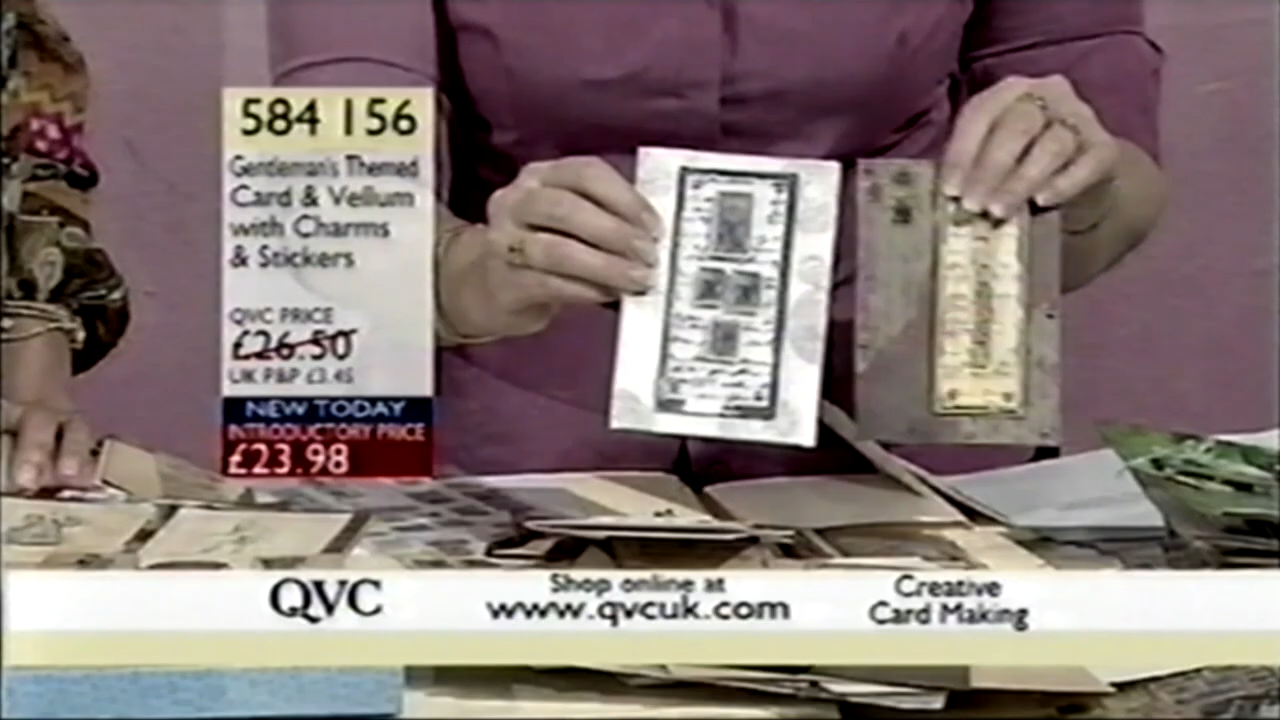 584 156
Gentleman's Themed
Card & Vellum
with Charms
& Stickers
QVC PRICE
£26.50
UK P&P £3.45
NEW TODAY
INTRODUCTORY PRICE
£23.98
QVC
Shop online at
www.qvcuk.com
Creative
Card Making